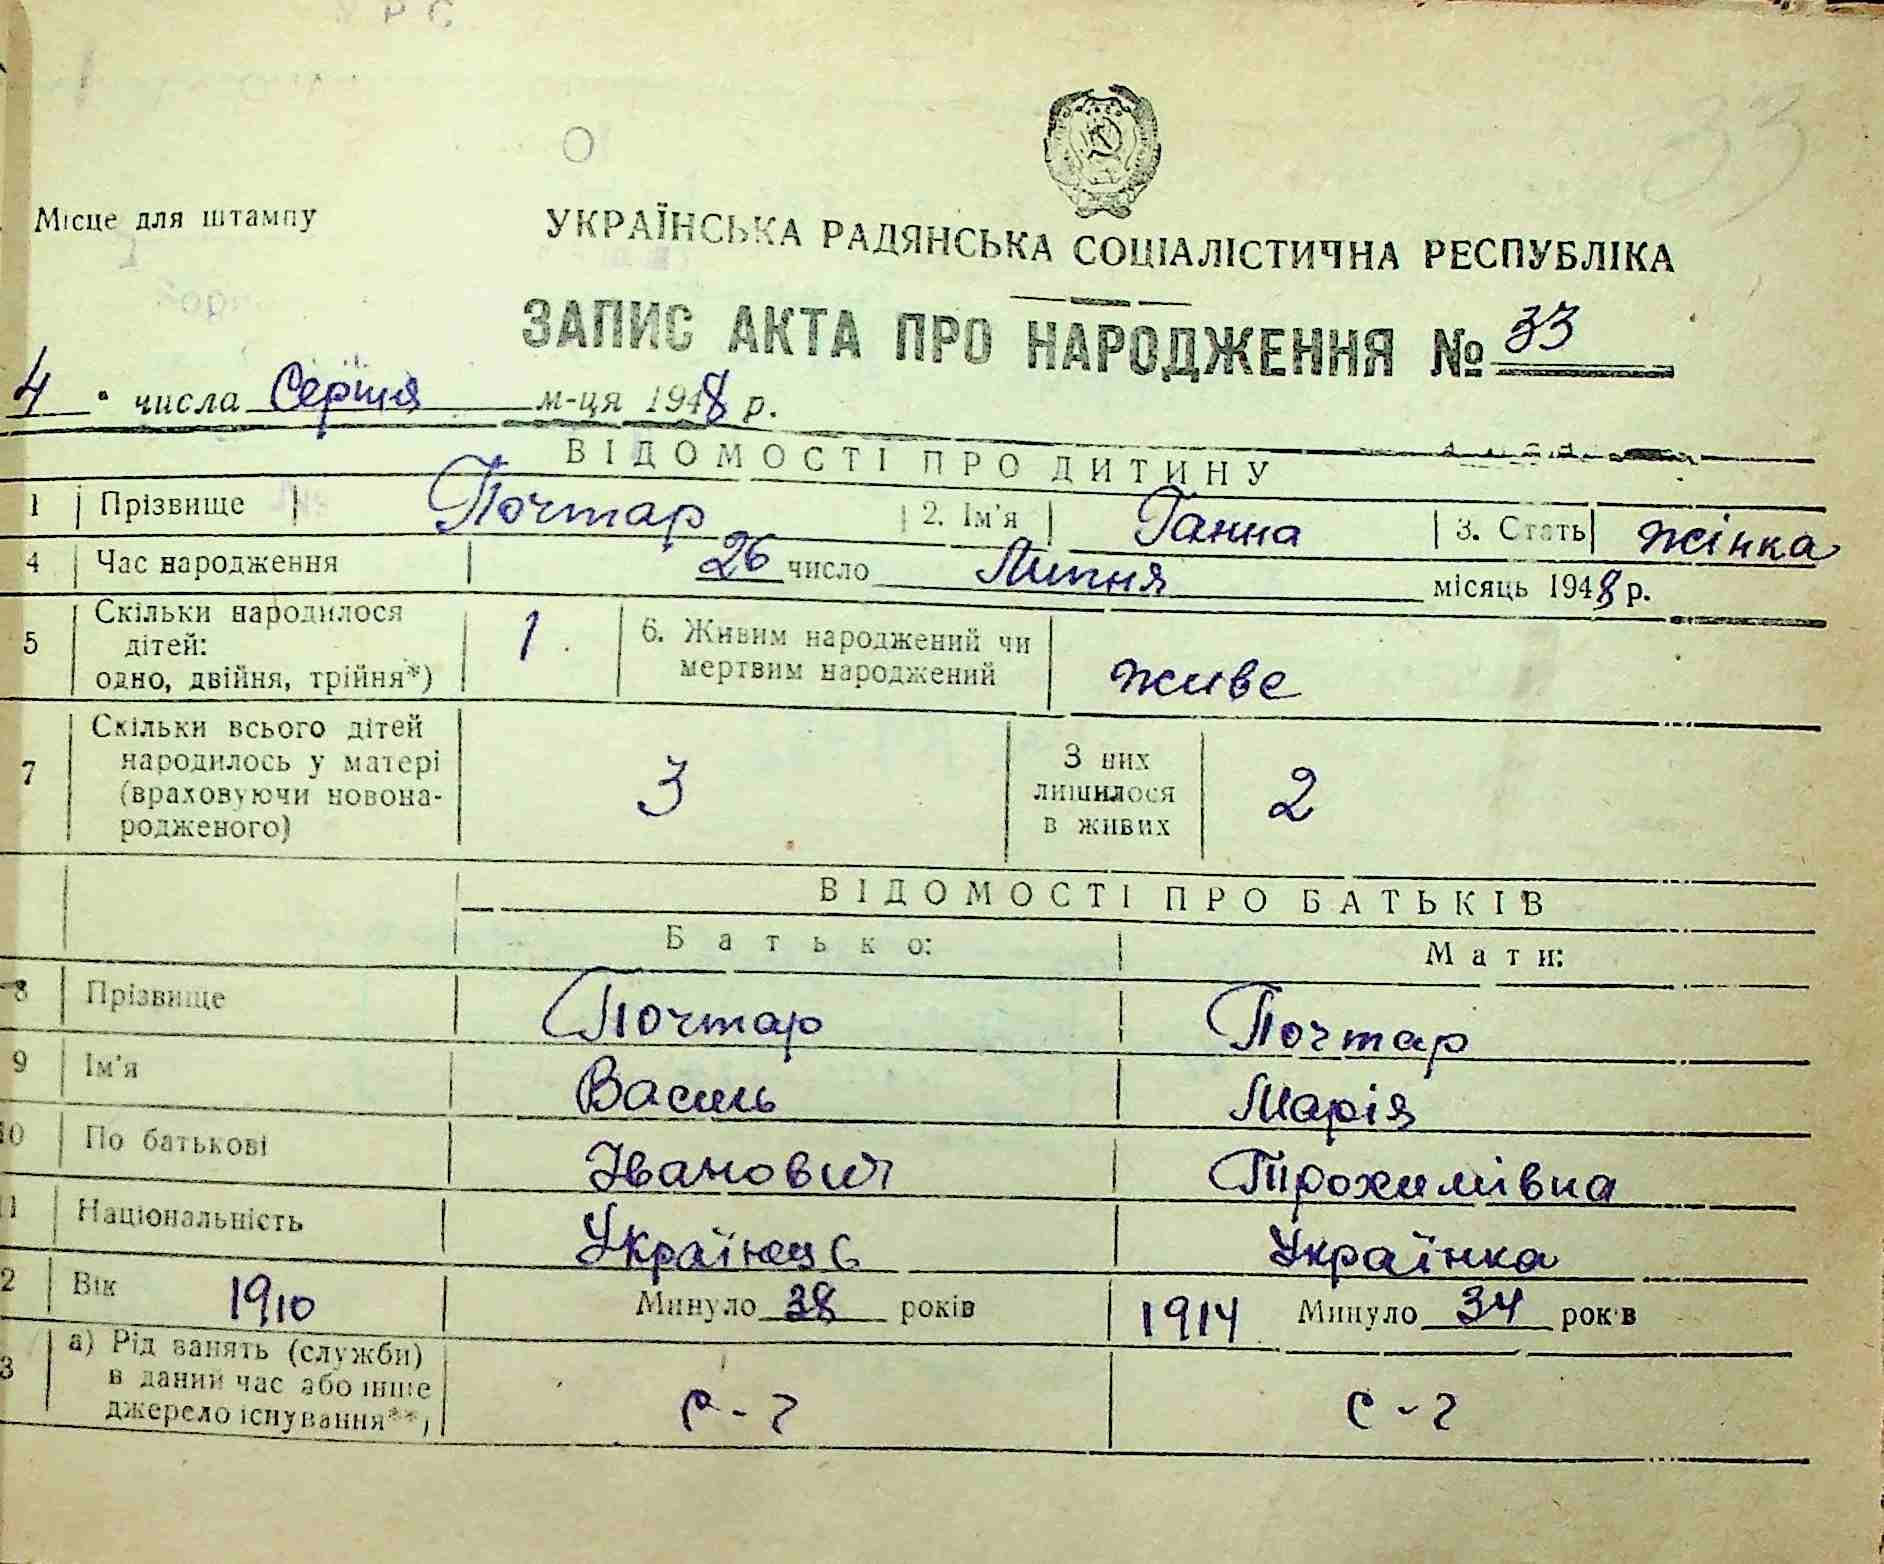 33
Місце для штампу
УКРАЇНСЬКА РАДЯНСЬКА СОЦІАЛІСТИЧНА РЕСПУБЛІКА
ЗАПИС АКТА ПРО НАРОДЖЕННЯ № 33
4 числа Серпня м-ця 1948 р.
ВІДОМОСТІ ПРО ДИТИНУ
1 Прізвище Почтар 2. Ім'я Ганна 3. Стать жінка
4 Час народження 26 число Липня місяць 1948 р.
5 Скільки народилося
дітей:
одно, двійня, трійня*) 1 6. Живим народжений чи
мертвим народжений живе
7 Скільки всього дітей
народилось у матері
(враховуючи новона-
родженого) 3 З них
лишилося
в живих 2
ВІДОМОСТІ ПРО БАТЬКІВ
Батько: Мати:
8 Прізвище Почтар Почтар
9 Ім'я Василь Марія
10 По батькові Іванович Трохимівна
11 Національність Українець Українка
2 Вік 1910 Минуло 38 років 1914 Минуло 34 років
3 а) Рід занять (служби)
в даний час або інше
джерело існування**) с-г с-г